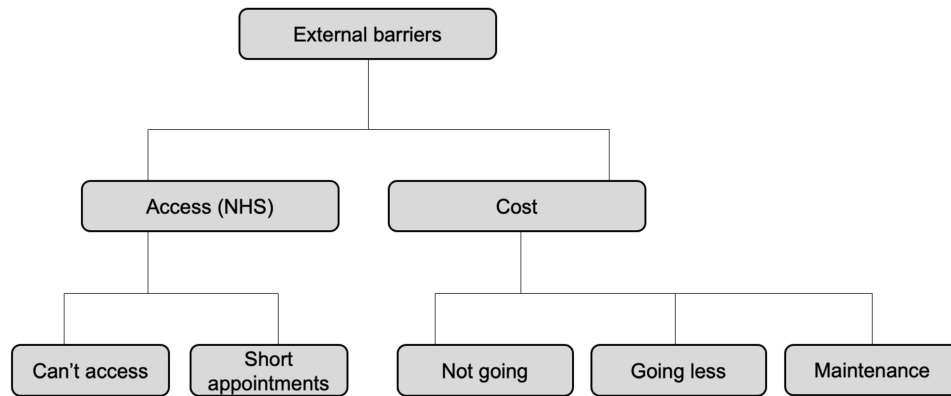 External barriers
Access (NHS)
Cost
Can’t access
Short
appointments
Not going
Going less
Maintenance